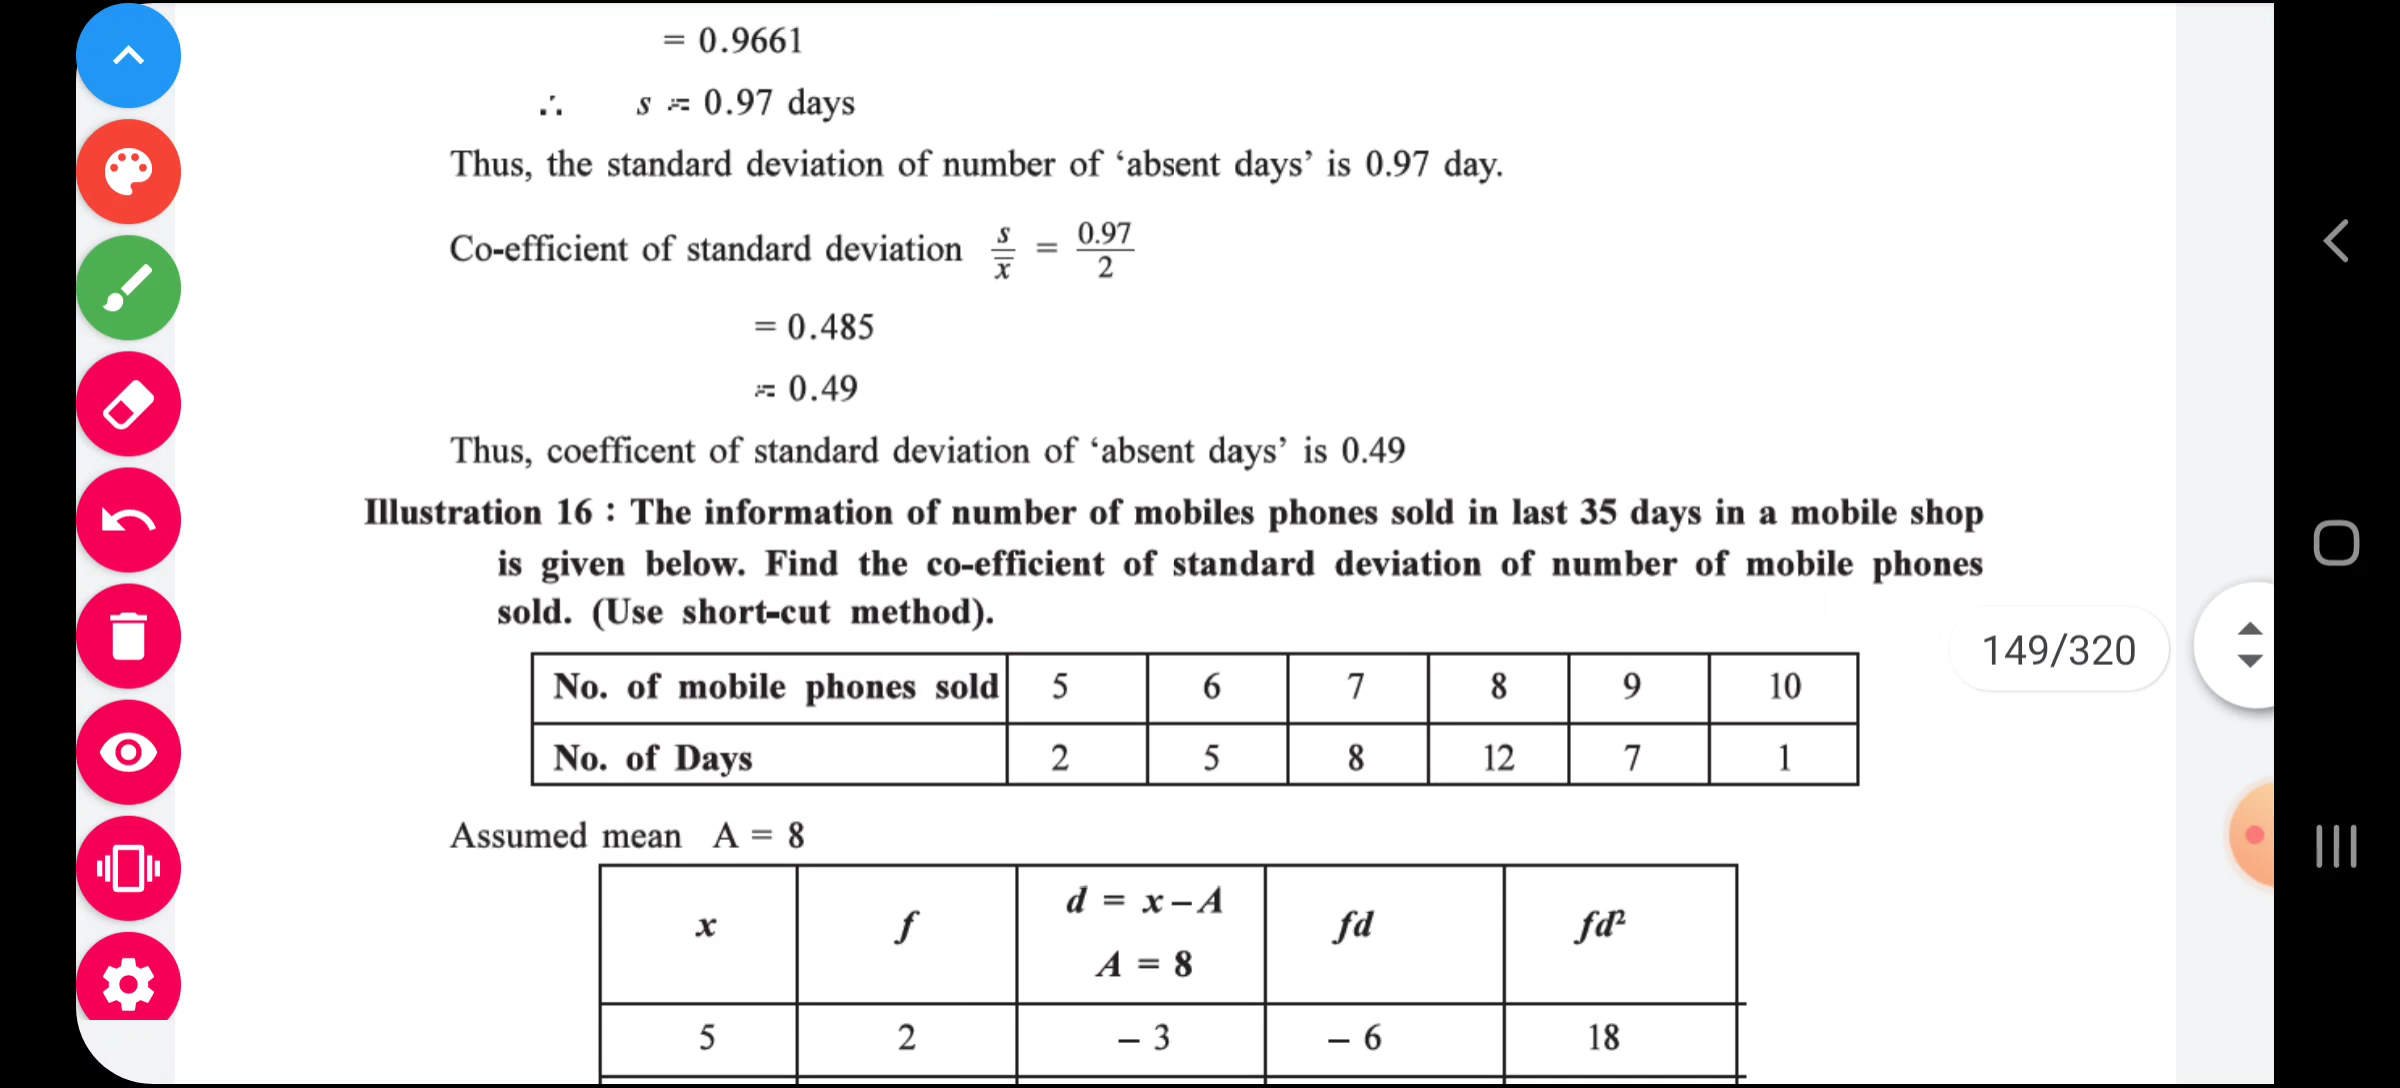 = 0.9661
∴ s ≈ 0.97 days
Thus, the standard deviation of number of ‘absent days’ is 0.97 day.
Co-efficient of standard deviation s/x̄ = 0.97/2
= 0.485
≈ 0.49
Thus, coefficent of standard deviation of ‘absent days’ is 0.49
Illustration 16 : The information of number of mobiles phones sold in last 35 days in a mobile shop
is given below. Find the co-efficient of standard deviation of number of mobile phones
sold. (Use short-cut method).
149/320
No. of mobile phones sold 5 6 7 8 9 10
No. of Days 2 5 8 12 7 1
Assumed mean A = 8
x f d = x – A A = 8 fd fd²
5 2 – 3 – 6 18